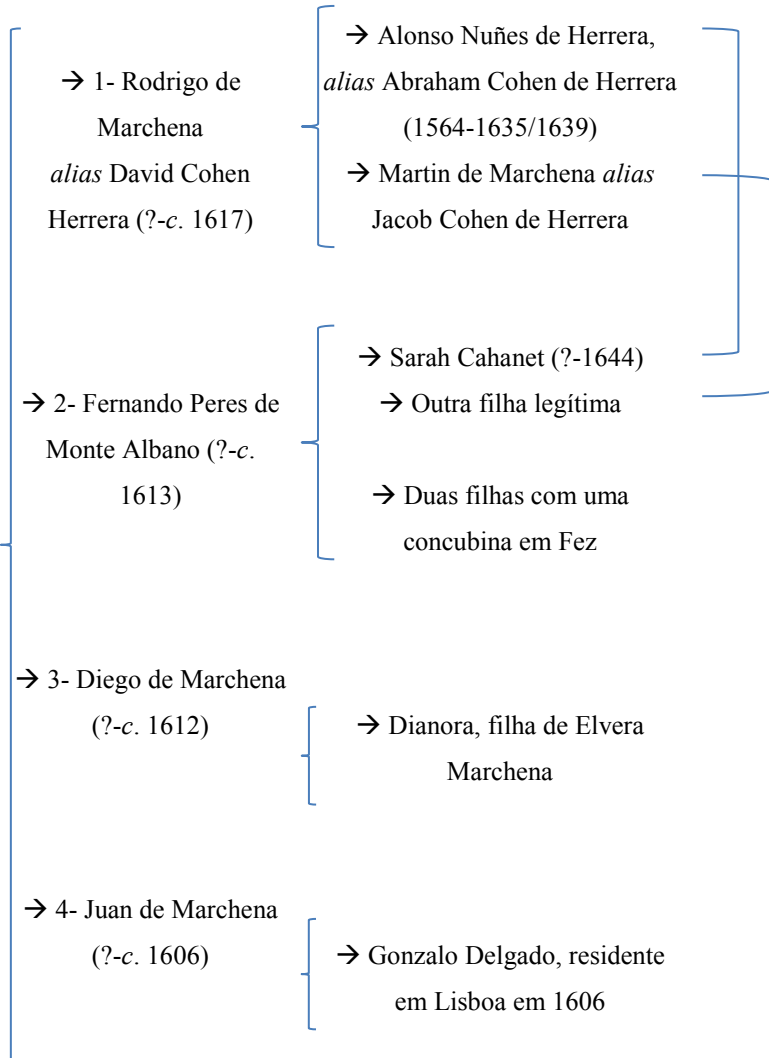 → 1- Rodrigo de
Marchena
alias David Cohen
Herrera (?-c. 1617)
→ Alonso Nuñes de Herrera,
alias Abraham Cohen de Herrera
(1564-1635/1639)
→ Martin de Marchena alias
Jacob Cohen de Herrera
→ 2- Fernando Peres de
Monte Albano (?-c.
1613)
→ Sarah Cahanet (?-1644)
→ Outra filha legítima
→ Duas filhas com uma
concubina em Fez
→ 3- Diego de Marchena
(?-c. 1612)
→ Dianora, filha de Elvera
Marchena
→ 4- Juan de Marchena
(?-c. 1606)
→ Gonzalo Delgado, residente
em Lisboa em 1606